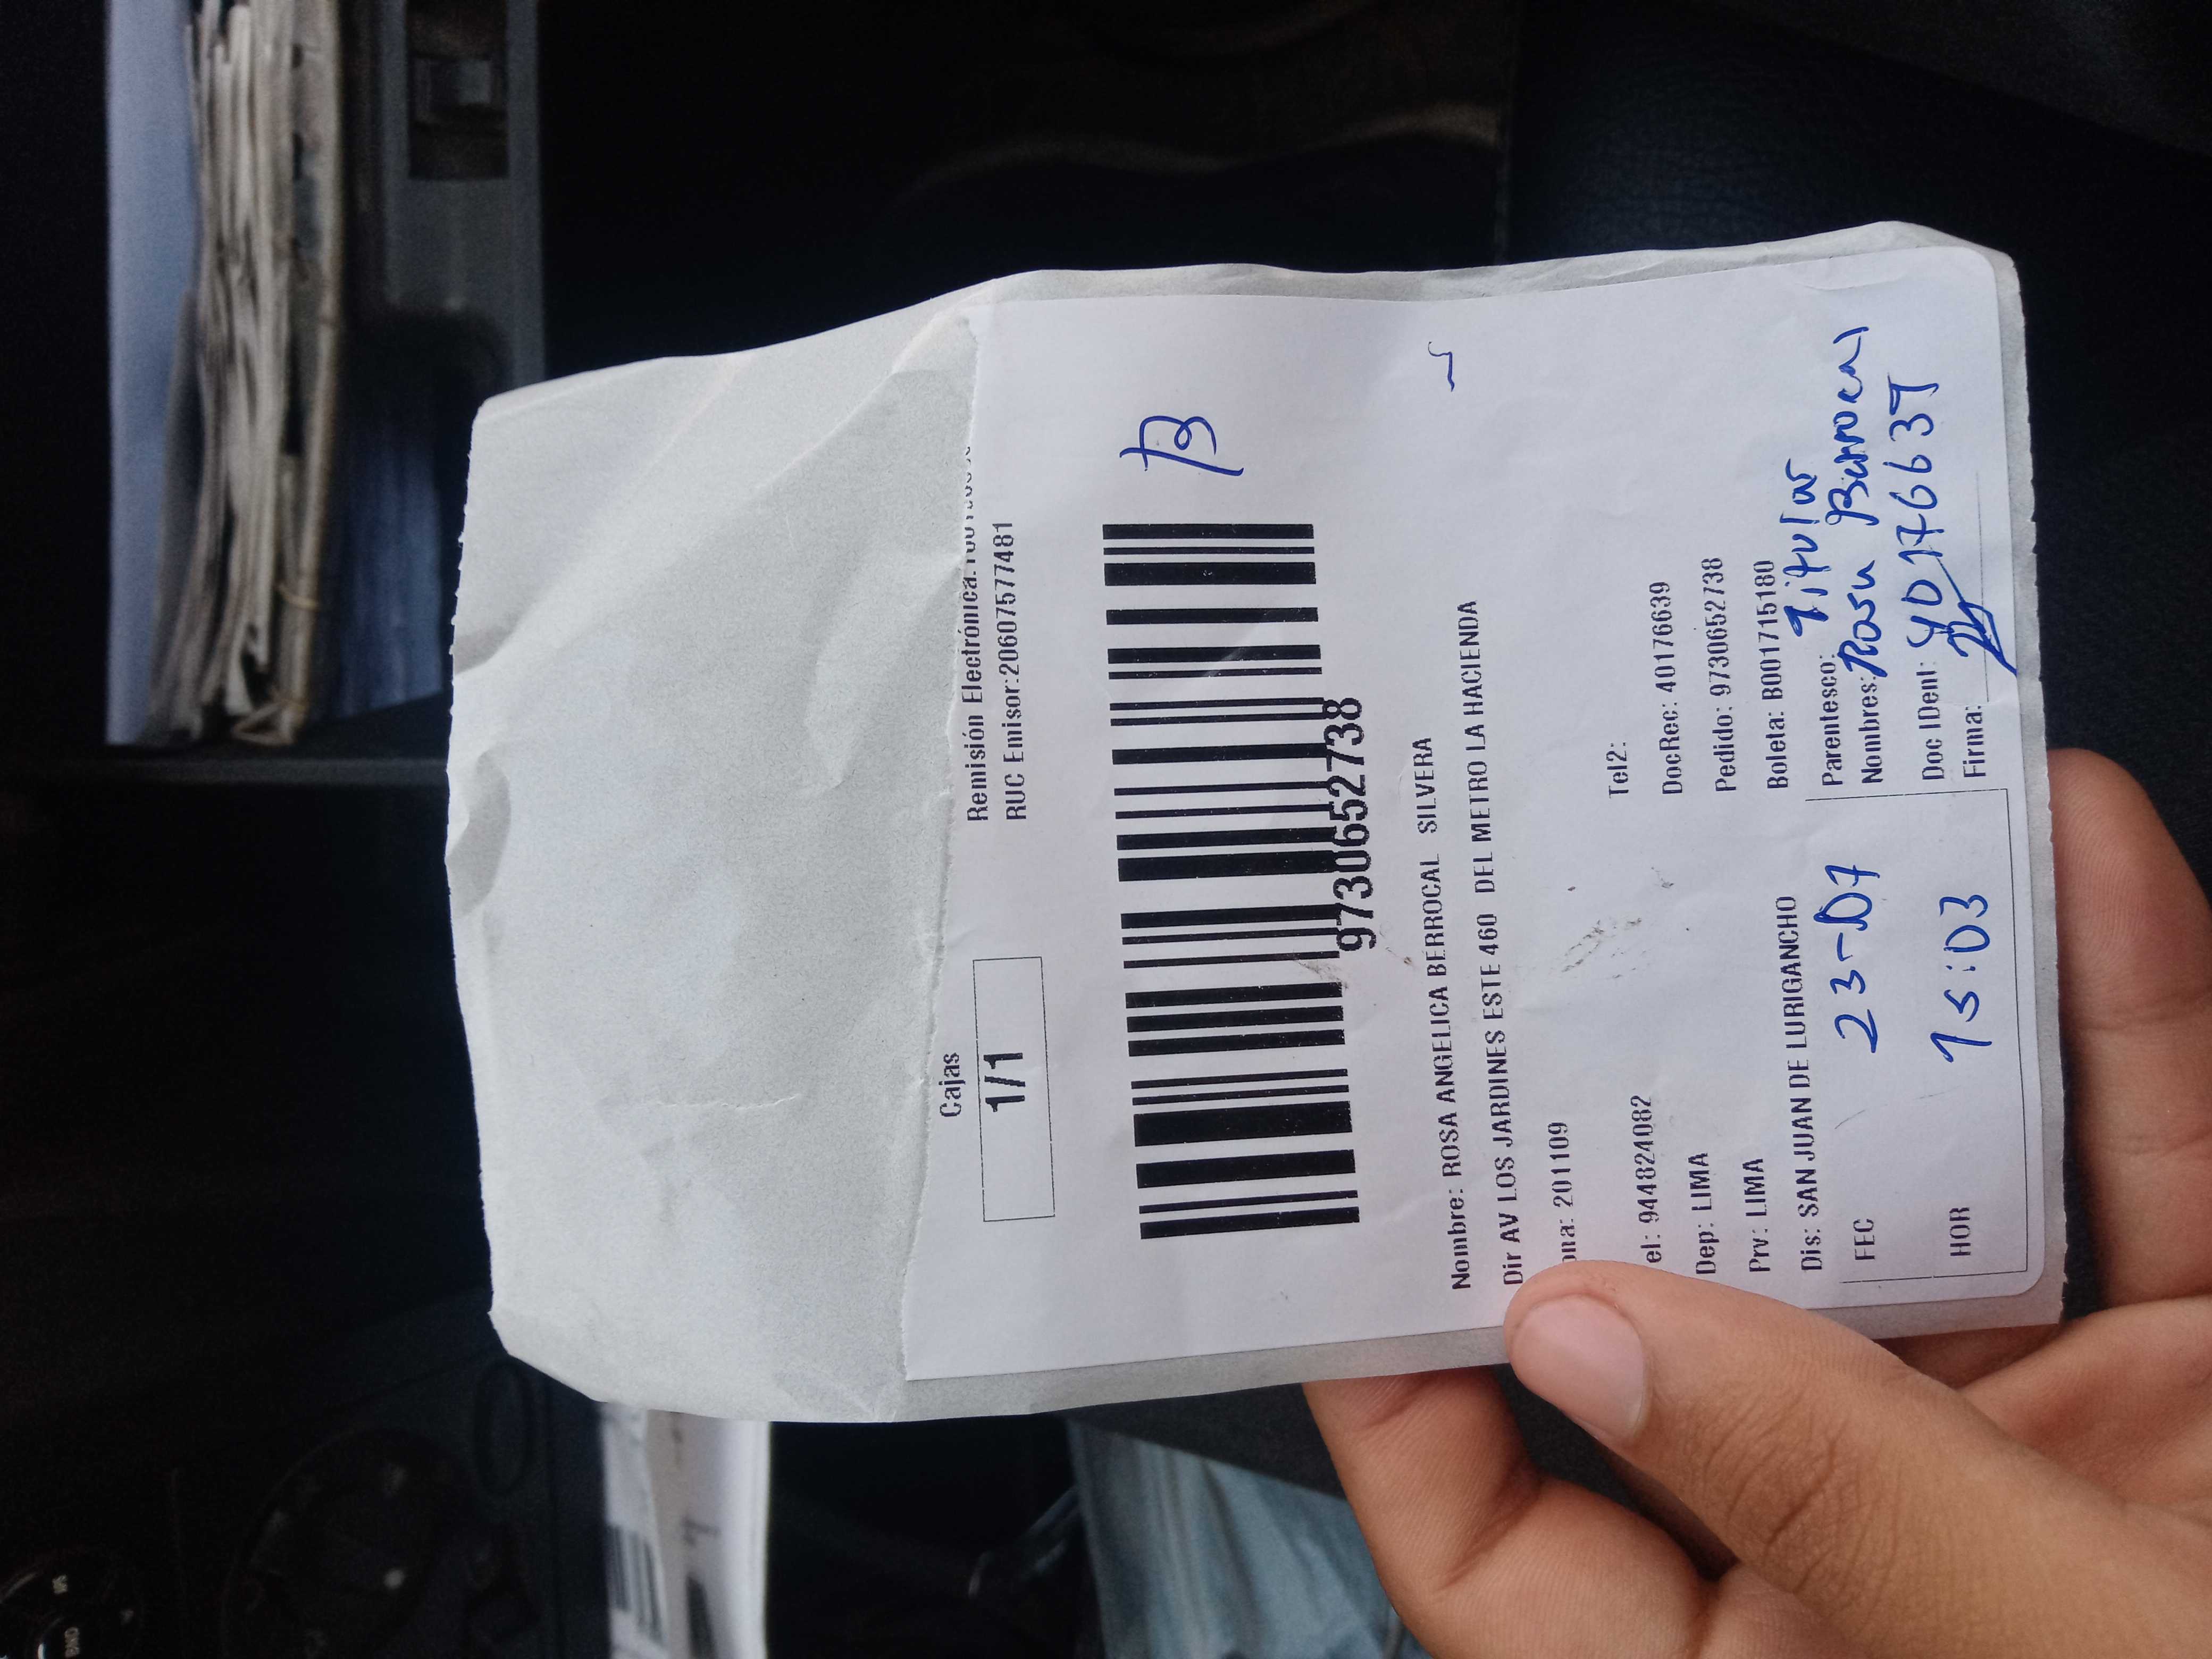 Remisión Electrónica:
Cajas
RUC Emisor:20607577481
1/1
B
9730652738
Nombre: ROSA ANGELICA BERROCAL SILVERA
Dir AV LOS JARDINES ESTE 460 DEL METRO LA HACIENDA
ona: 201109
Tel2:
el: 944824082
DocRec: 40176639
Dep: LIMA
Pedido: 9730652738
Prv: LIMA
Boleta: B001715180
Dis: SAN JUAN DE LURIGANCHO
Parentesco: Titular
FEC 23-07
Nombres: Rosa Berrocal
Doc IDent: 40176639
HOR 15:03
Firma: